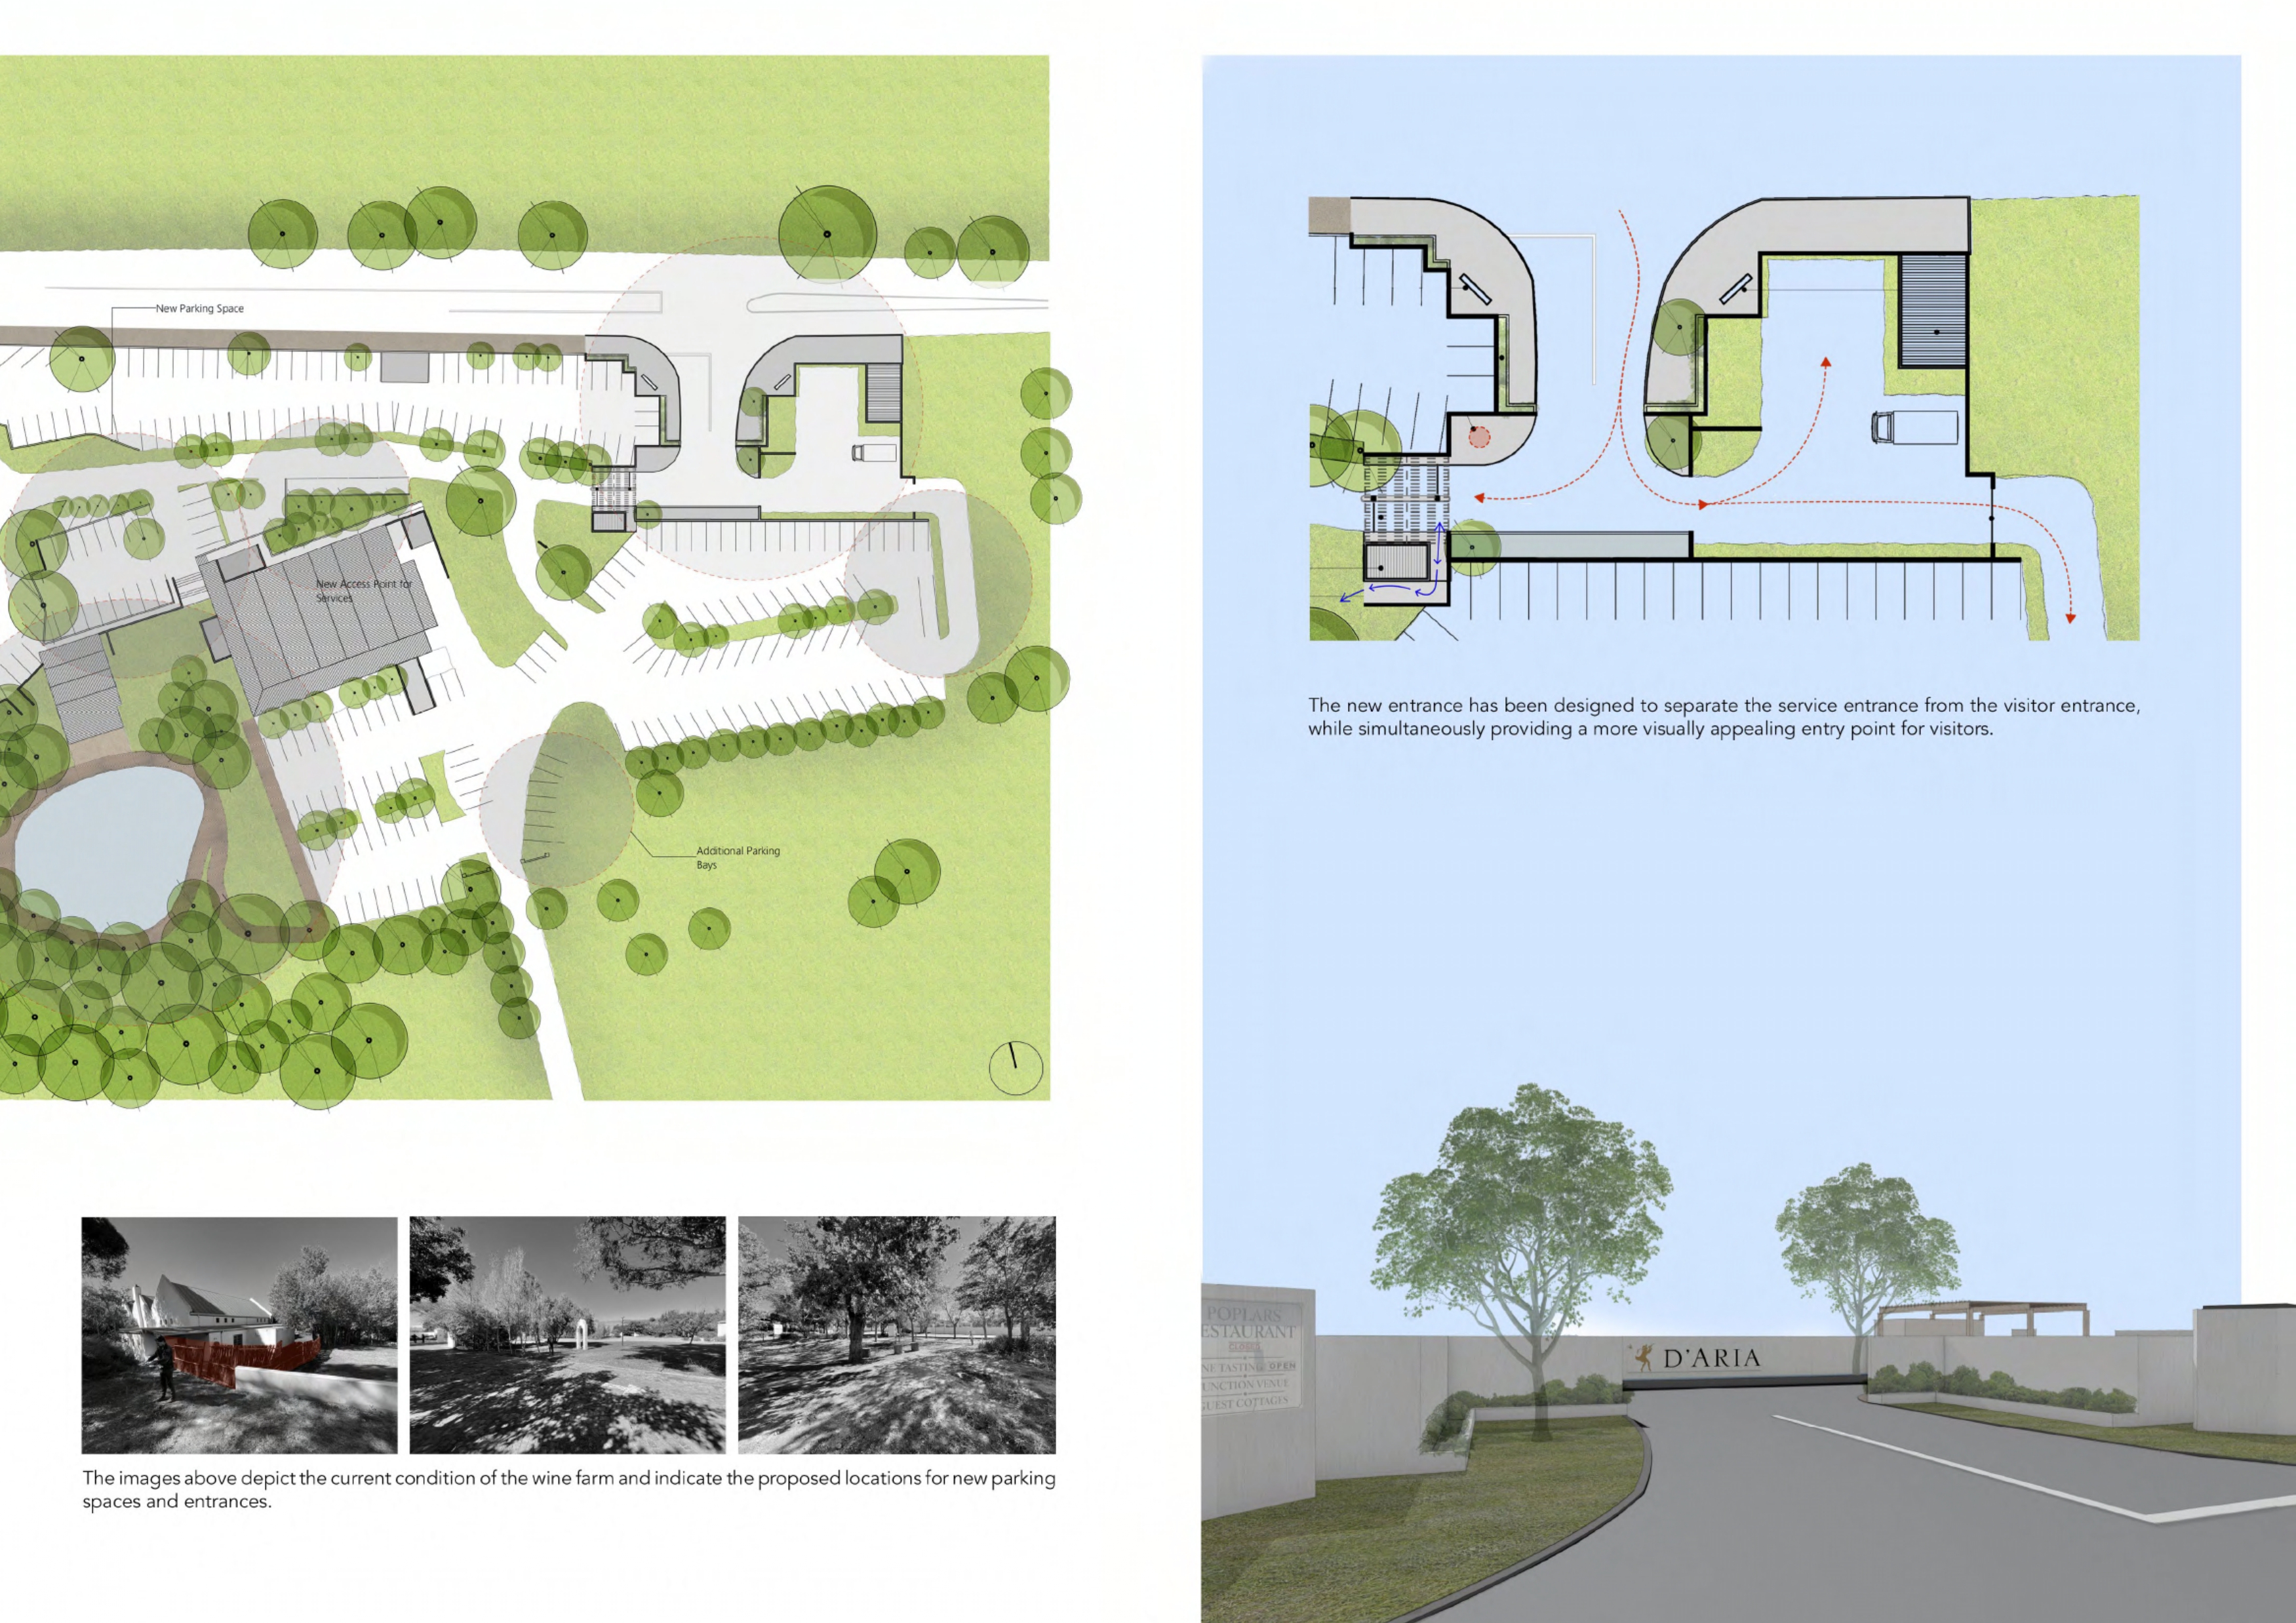 New Parking Space
New Access Point for
Services
Additional Parking
Bays
The images above depict the current condition of the wine farm and indicate the proposed locations for new parking
spaces and entrances.
The new entrance has been designed to separate the service entrance from the visitor entrance,
while simultaneously providing a more visually appealing entry point for visitors.
POPLARS
ESTAURANT
CLOSED
NE TASTING OPEN
UNCTION VENUE
GUEST COTTAGES
D'ARIA